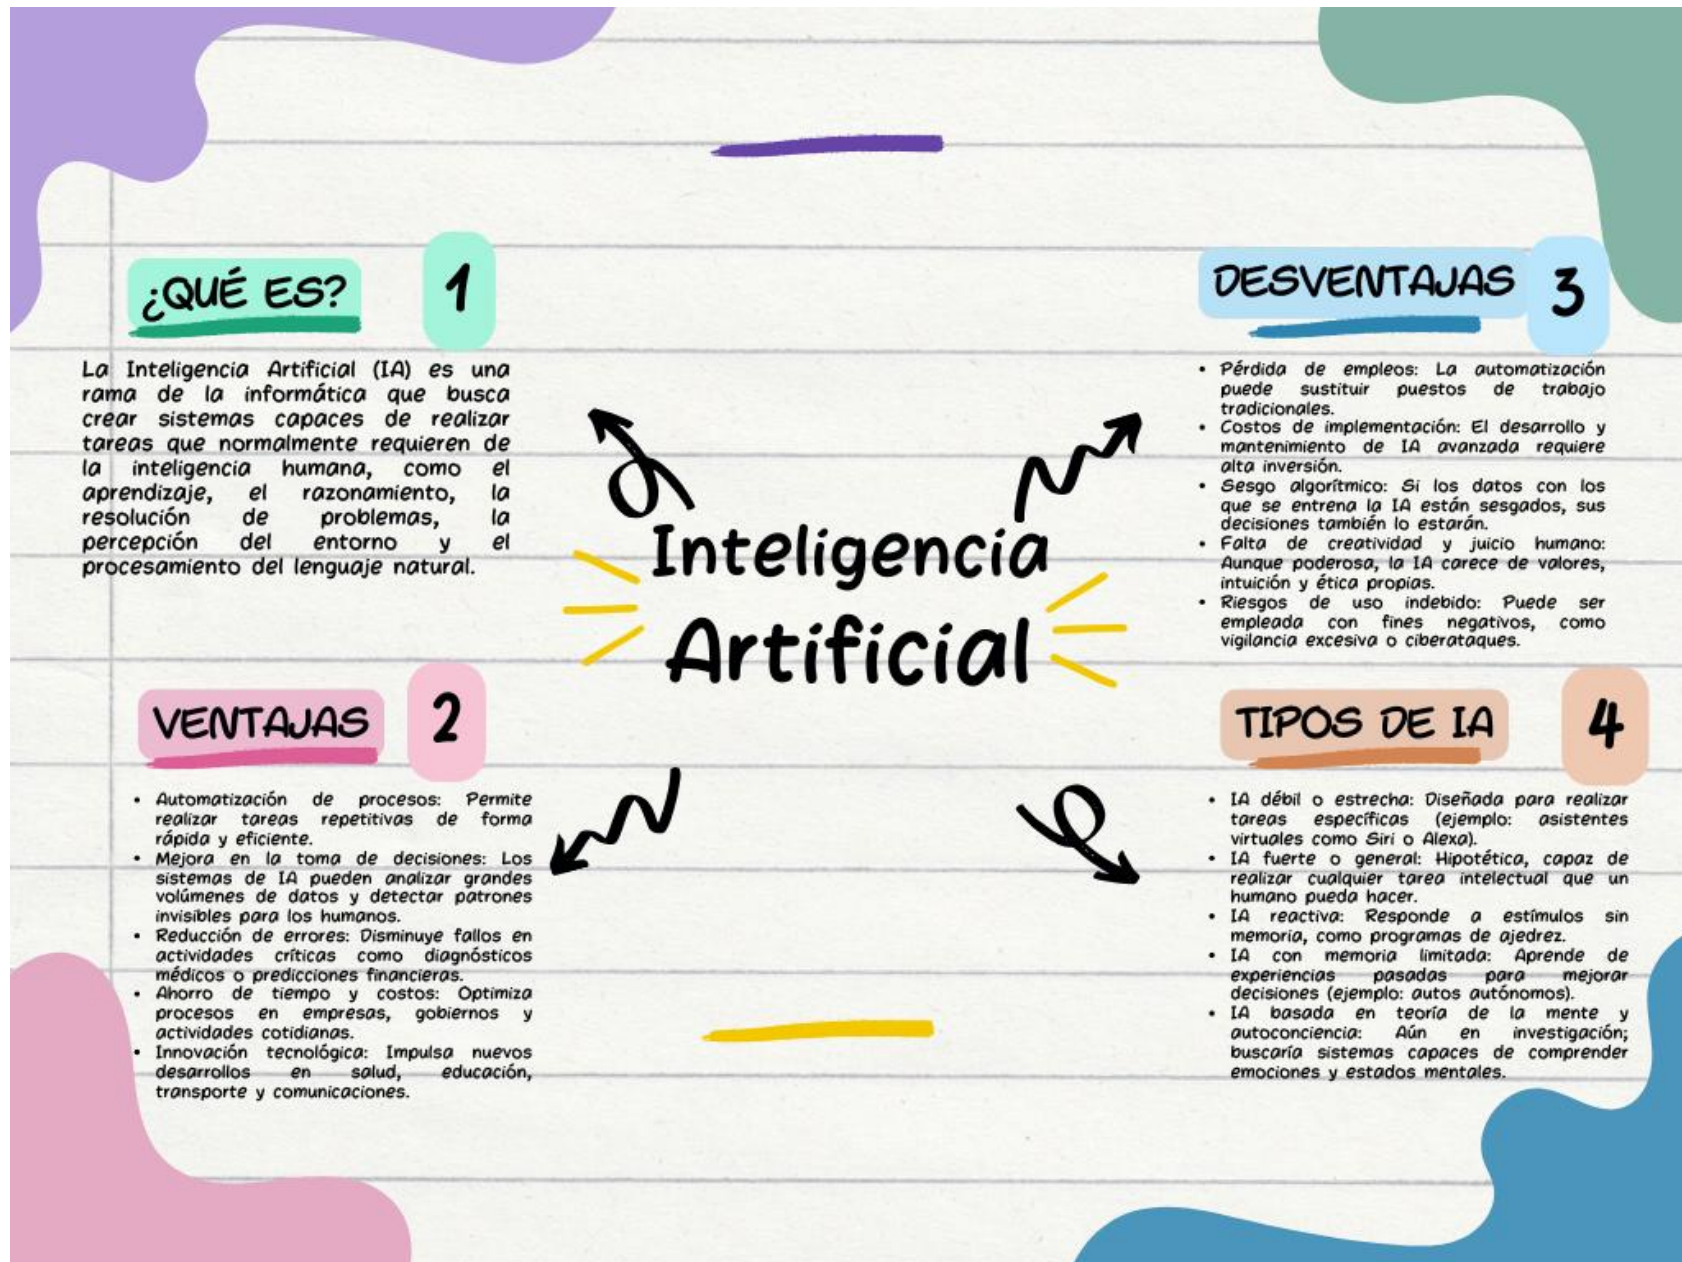 ¿QUÉ ES?
1
La Inteligencia Artificial (IA) es una
rama de la informática que busca
crear sistemas capaces de realizar
tareas que normalmente requieren de
la inteligencia humana, como el
aprendizaje, el razonamiento, la
resolución de problemas, la
percepción del entorno y el
procesamiento del lenguaje natural.
Inteligencia
Artificial
VENTAJAS
2
• Automatización de procesos: Permite
realizar tareas repetitivas de forma
rápida y eficiente.
• Mejora en la toma de decisiones: Los
sistemas de IA pueden analizar grandes
volúmenes de datos y detectar patrones
invisibles para los humanos.
• Reducción de errores: Disminuye fallos en
actividades críticas como diagnósticos
médicos o predicciones financieras.
• Ahorro de tiempo y costos: Optimiza
procesos en empresas, gobiernos y
actividades cotidianas.
• Innovación tecnológica: Impulsa nuevos
desarrollos en salud, educación,
transporte y comunicaciones.
DESVENTAJAS
3
• Pérdida de empleos: La automatización
puede sustituir puestos de trabajo
tradicionales.
• Costos de implementación: El desarrollo y
mantenimiento de IA avanzada requiere
alta inversión.
• Sesgo algorítmico: Si los datos con los
que se entrena la IA están sesgados, sus
decisiones también lo estarán.
• Falta de creatividad y juicio humano:
Aunque poderosa, la IA carece de valores,
intuición y ética propias.
• Riesgos de uso indebido: Puede ser
empleada con fines negativos, como
vigilancia excesiva o ciberataques.
TIPOS DE IA
4
• IA débil o estrecha: Diseñada para realizar
tareas específicas (ejemplo: asistentes
virtuales como Siri o Alexa).
• IA fuerte o general: Hipotética, capaz de
realizar cualquier tarea intelectual que un
humano pueda hacer.
• IA reactiva: Responde a estímulos sin
memoria, como programas de ajedrez.
• IA con memoria limitada: Aprende de
experiencias pasadas para mejorar
decisiones (ejemplo: autos autónomos).
• IA basada en teoría de la mente y
autoconciencia: Aún en investigación;
buscaría sistemas capaces de comprender
emociones y estados mentales.